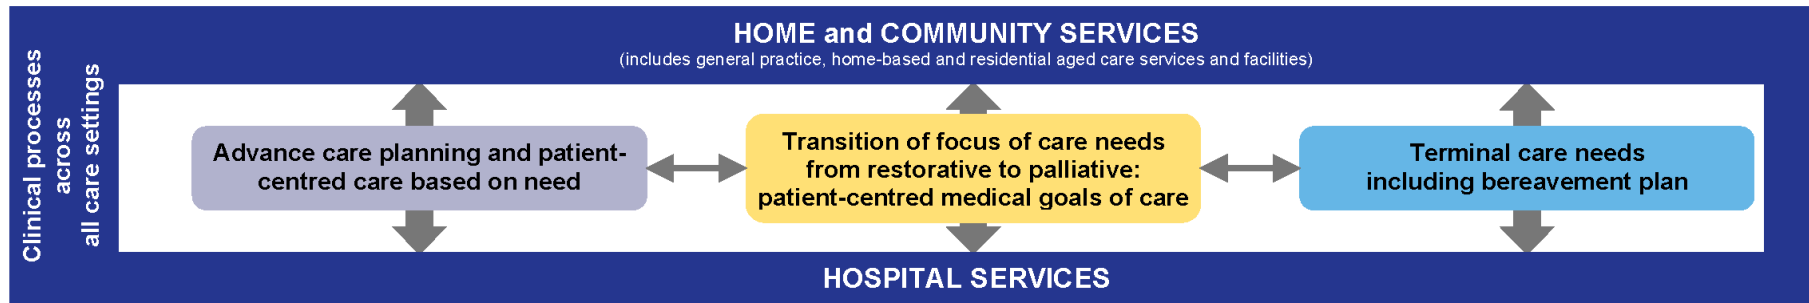 HOME and COMMUNITY SERVICES
(includes general practice, home-based and residential aged care services and facilities)
Clinical processes
across
all care settings
Advance care planning and patient-
centred care based on need
Transition of focus of care needs
from restorative to palliative:
patient-centred medical goals of care
Terminal care needs
including bereavement plan
HOSPITAL SERVICES